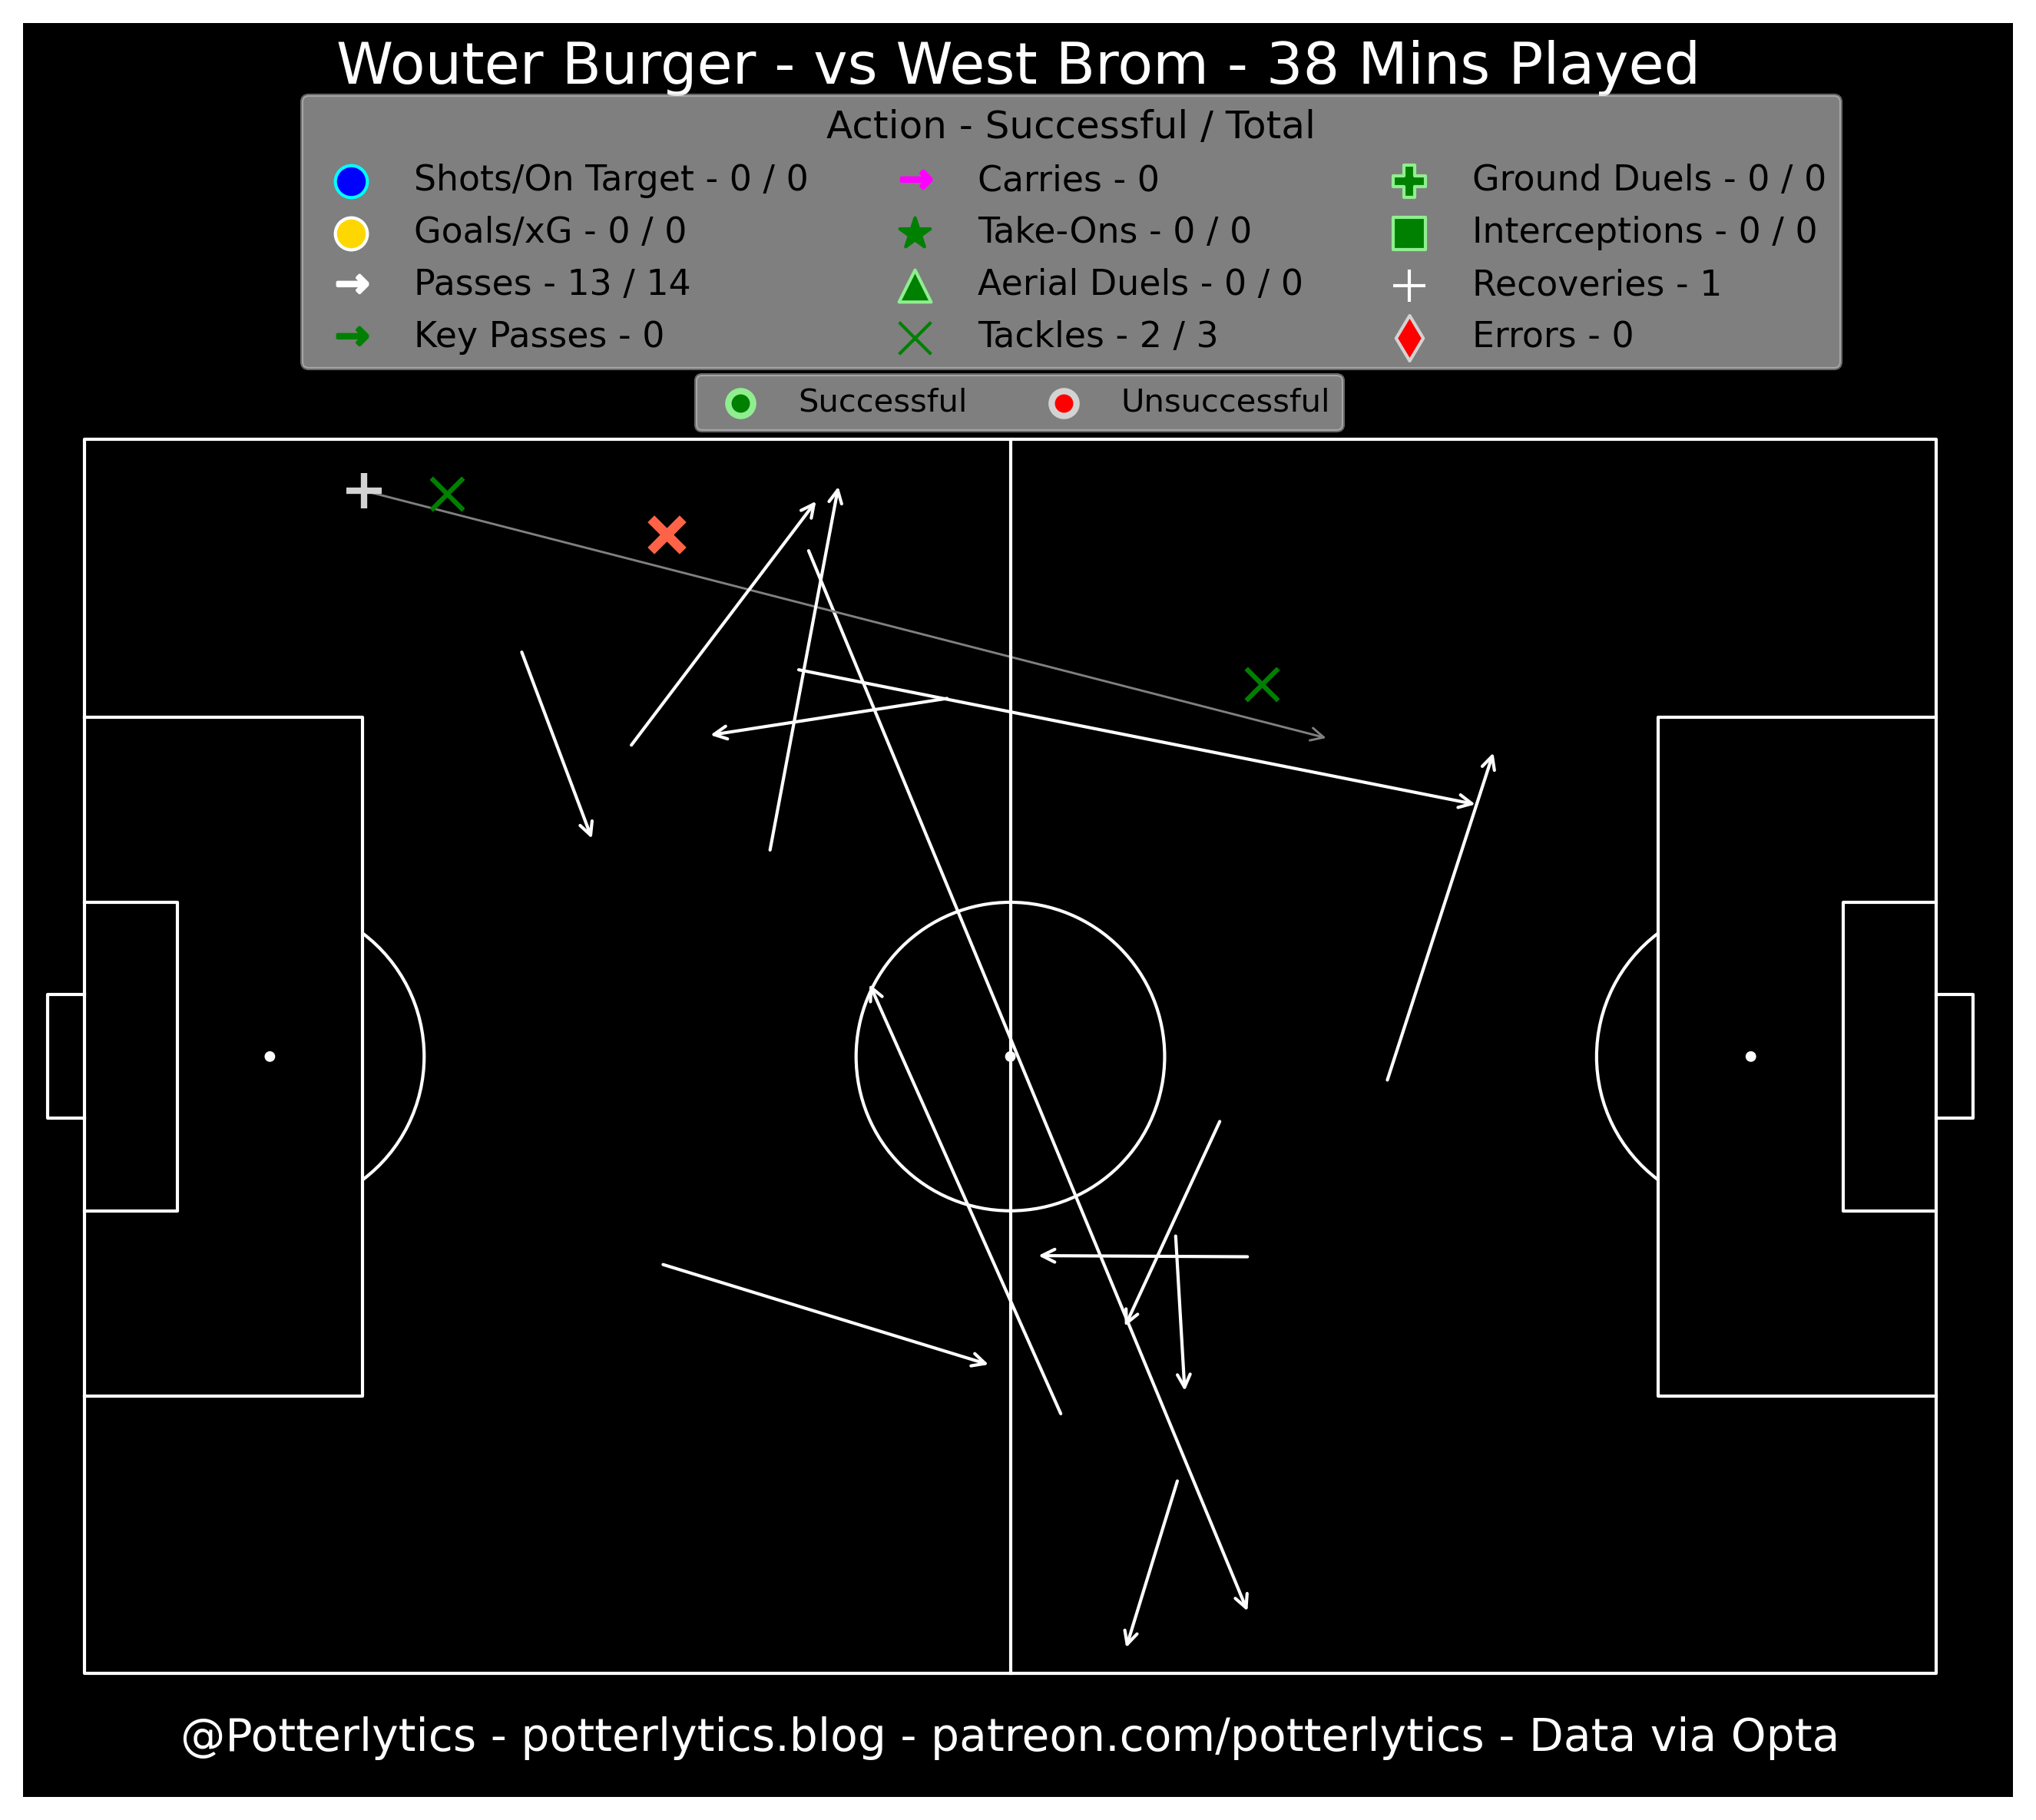 Wouter Burger - vs West Brom - 38 Mins Played
Action - Successful / Total
Shots/On Target - 0 / 0
Goals/xG - 0 / 0
Passes - 13 / 14
Key Passes - 0
Carries - 0
Take-Ons - 0 / 0
Aerial Duels - 0 / 0
Tackles - 2 / 3
Ground Duels - 0 / 0
Interceptions - 0 / 0
Recoveries - 1
Errors - 0
Successful
Unsuccessful
@Potterlytics - potterlytics.blog - patreon.com/potterlytics - Data via Opta